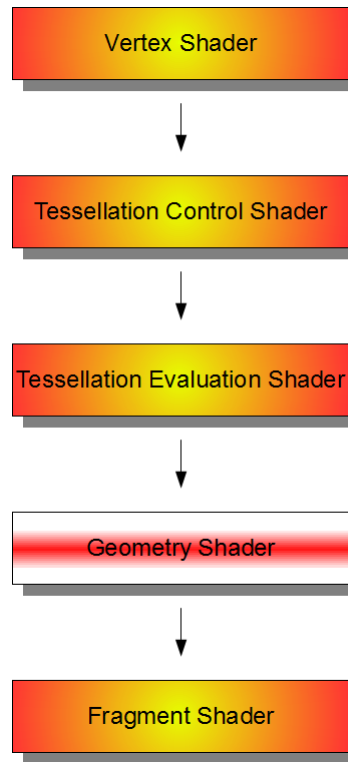 Vertex Shader
Tessellation Control Shader
Tessellation Evaluation Shader
Geometry Shader
Fragment Shader